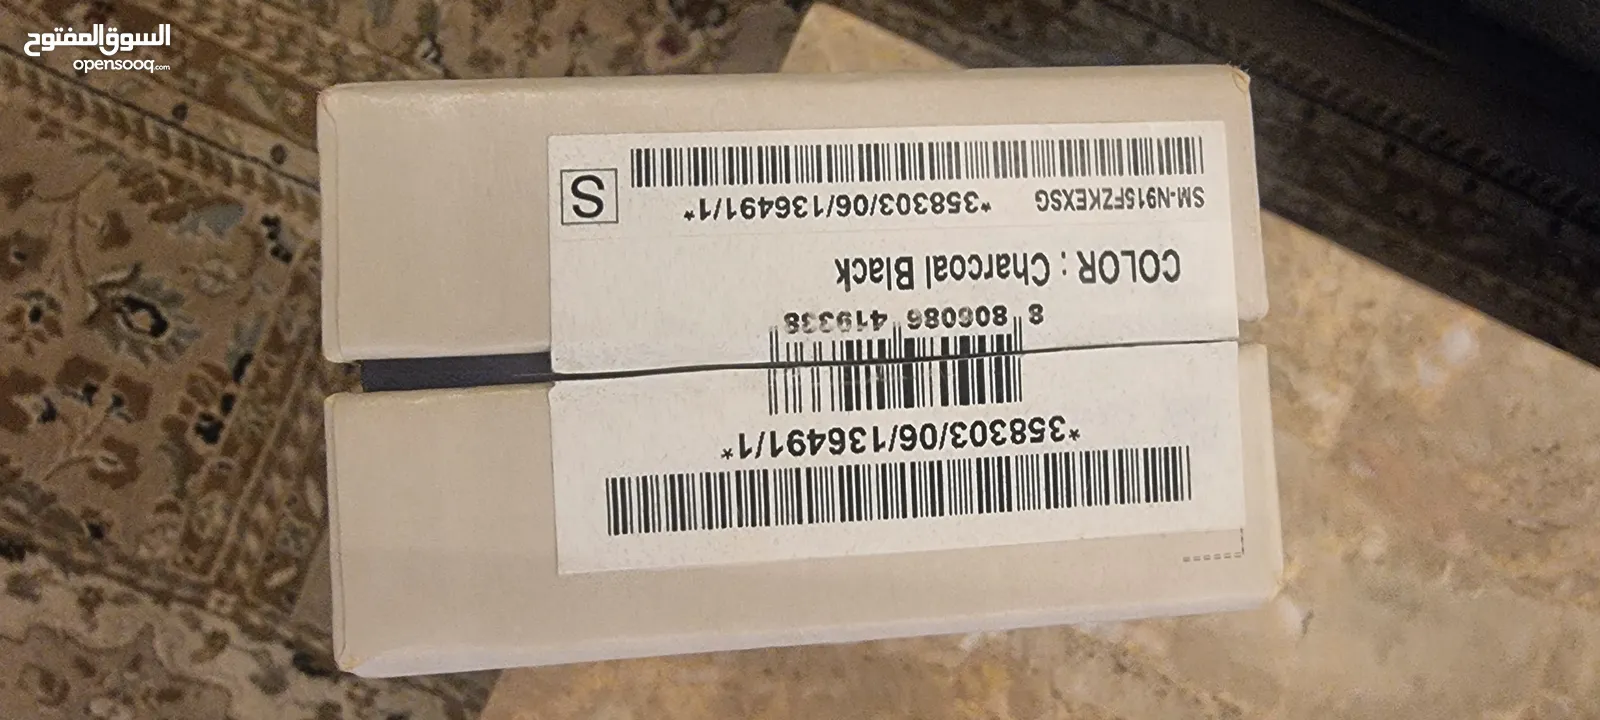 السوق المفتوح
opensooq.com
*358303/06/136491/1*
8 806086 419338
COLOR : Charcoal Black
SM-N915FZKEXSG
*358303/06/136491/1*
S